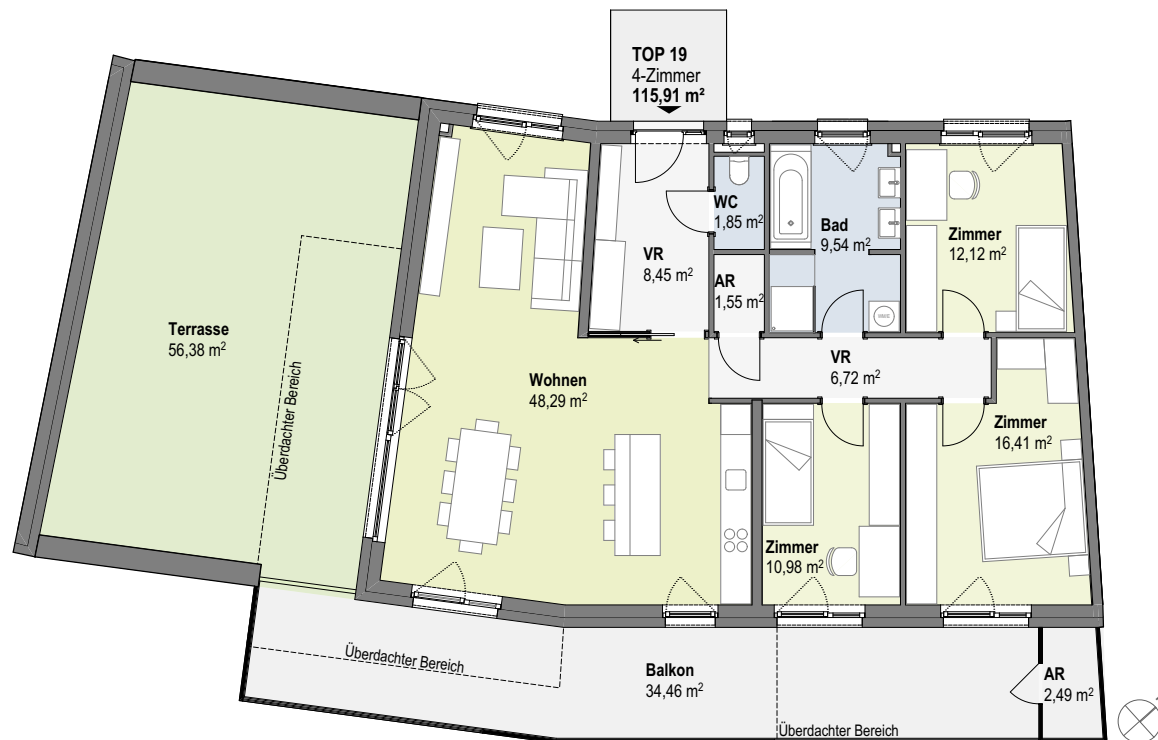 TOP 19
4-Zimmer
115,91 m²
WC
1,85 m²
Bad
9,54 m²
Zimmer
12,12 m²
VR
8,45 m²
AR
1,55 m²
Terrasse
56,38 m²
Überdachter Bereich
Wohnen
48,29 m²
VR
6,72 m²
Zimmer
16,41 m²
Zimmer
10,98 m²
Überdachter Bereich
Balkon
34,46 m²
AR
2,49 m²
Überdachter Bereich